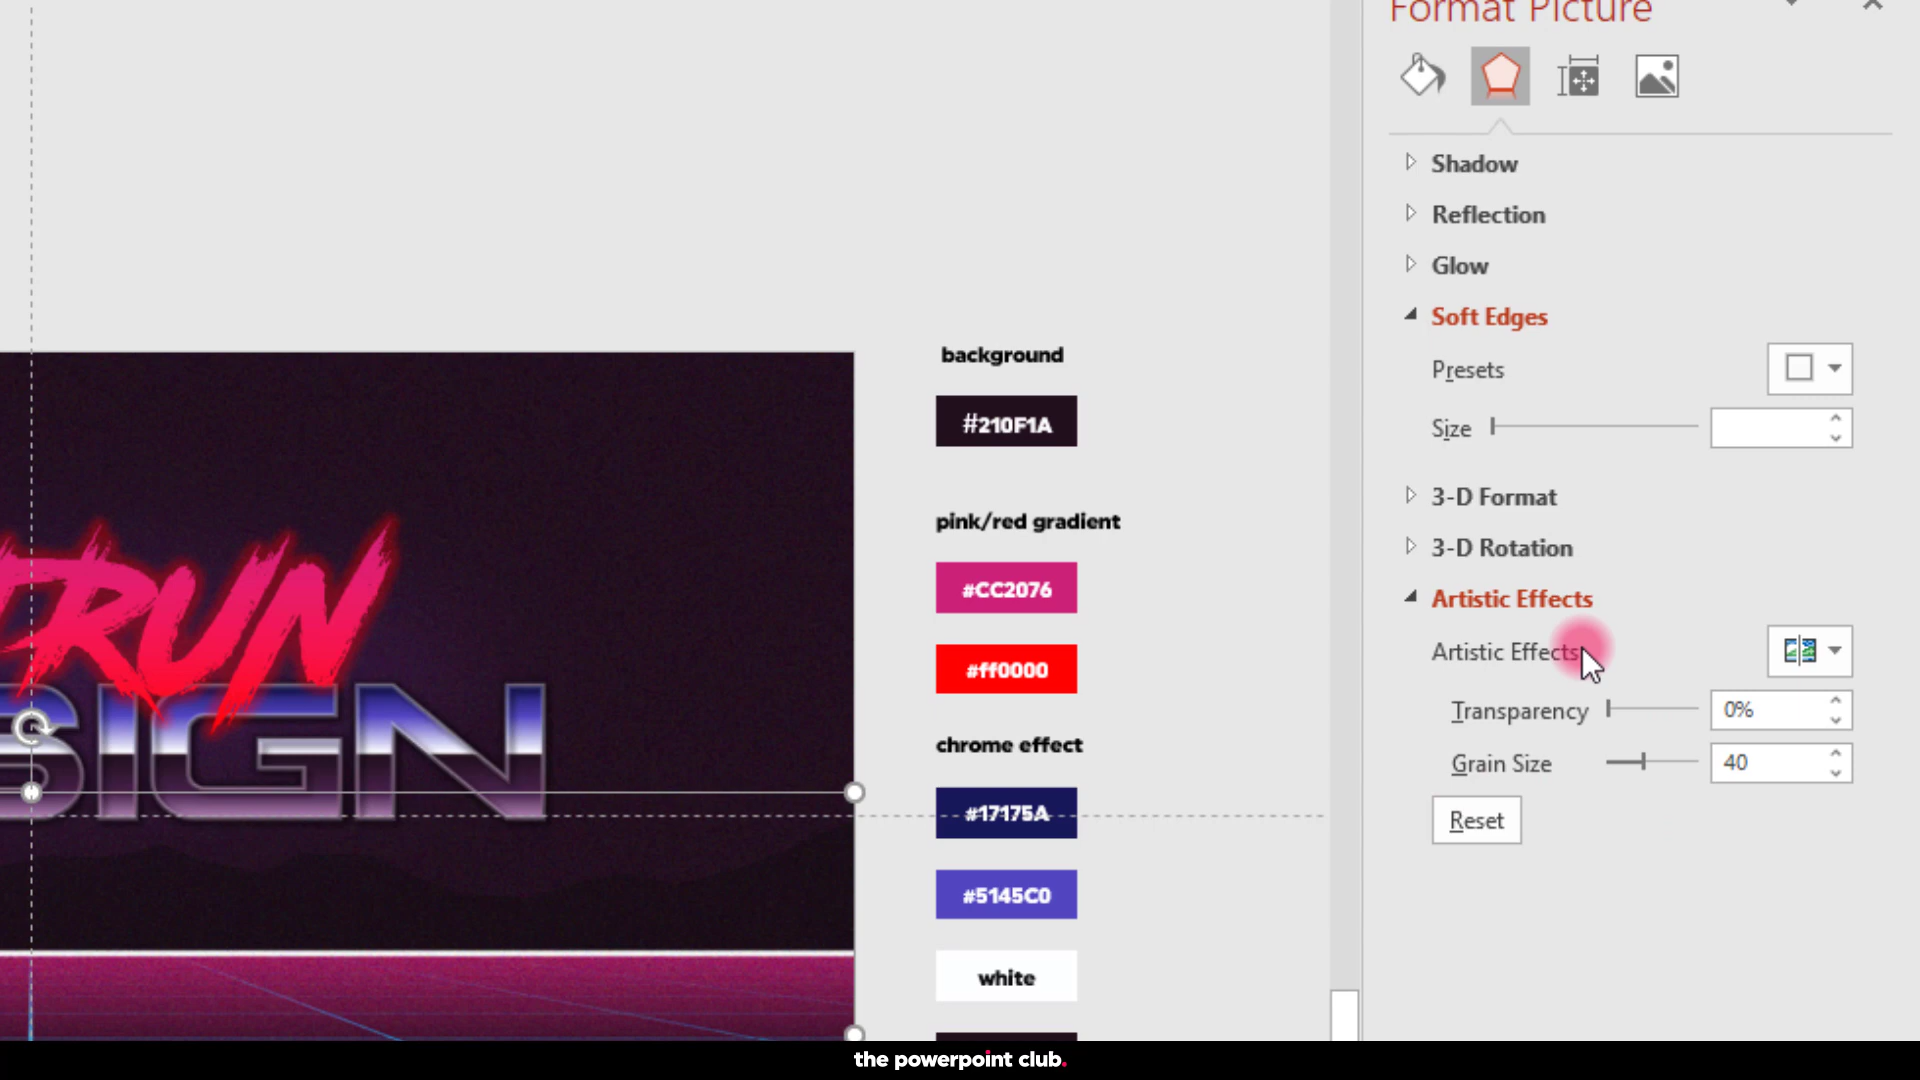 Format Picture
Shadow
Reflection
Glow
Soft Edges
Presets
Size
3-D Format
3-D Rotation
Artistic Effects
Artistic Effects
Transparency
0%
Grain Size
40
Reset
background
#210F1A
pink/red gradient
#CC2076
#ff0000
chrome effect
#17175A
#5145C0
white
RUN
SIGN
the powerpoint club.